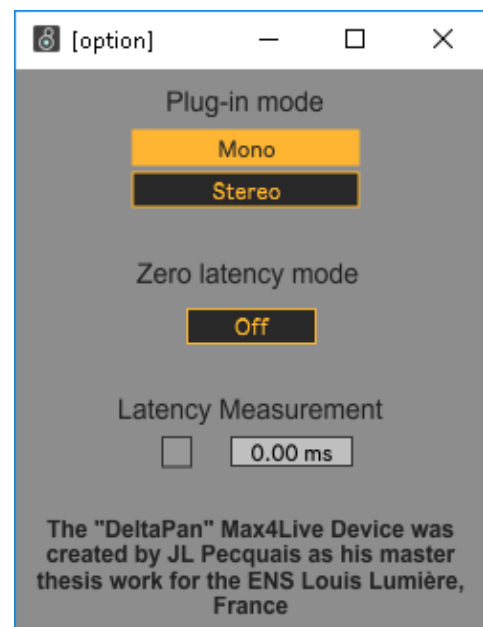 [option]
Plug-in mode
Mono
Stereo
Zero latency mode
Off
Latency Measurement
0.00 ms
The "DeltaPan" Max4Live Device was
created by JL Pecquais as his master
thesis work for the ENS Louis Lumière,
France